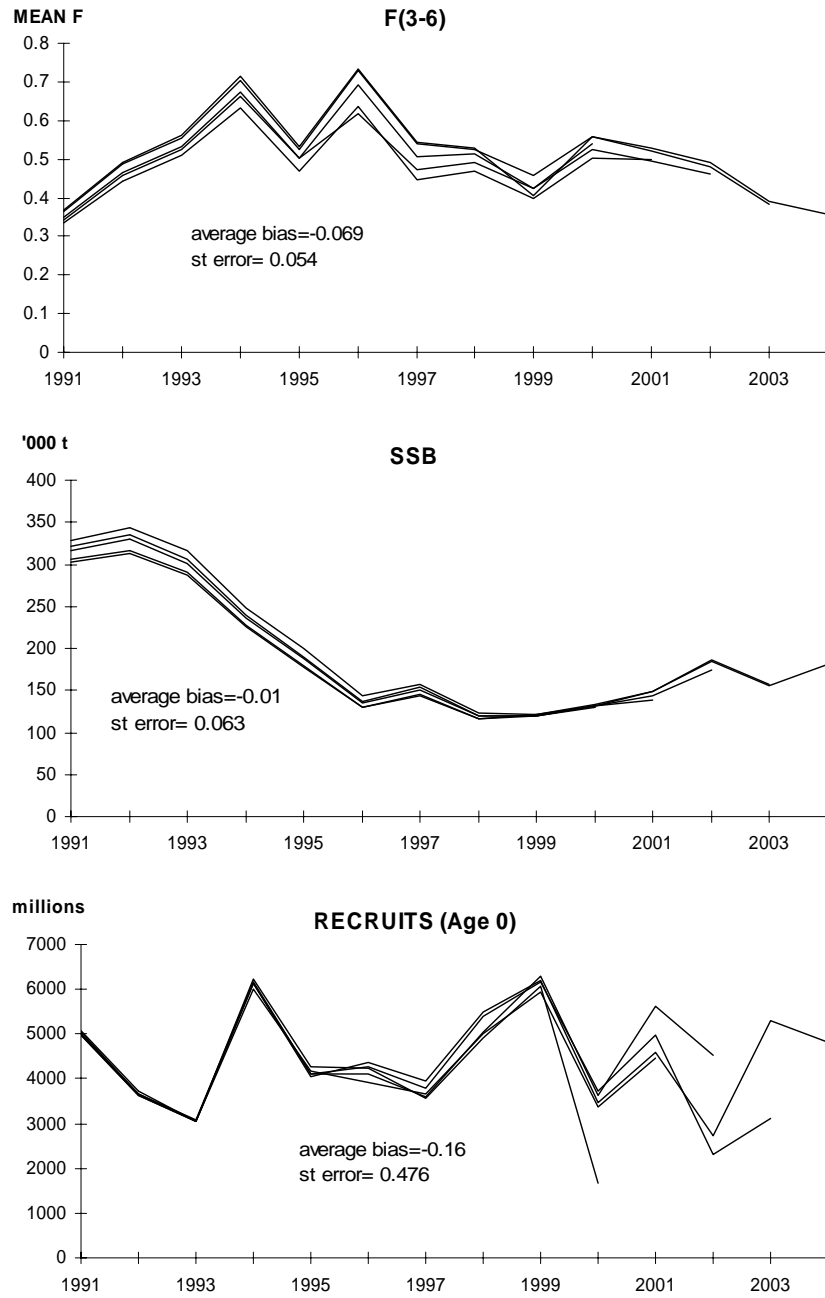 MEAN F
F(3-6)
0.8
0.7
0.6
0.5
0.4
0.3
0.2
0.1
0
average bias=-0.069
st error= 0.054
1991 1993 1995 1997 1999 2001 2003
'000 t
SSB
400
350
300
250
200
150
100
50
0
average bias=-0.01
st error= 0.063
1991 1993 1995 1997 1999 2001 2003
millions
RECRUITS (Age 0)
7000
6000
5000
4000
3000
2000
1000
0
average bias=-0.16
st error= 0.476
1991 1993 1995 1997 1999 2001 2003